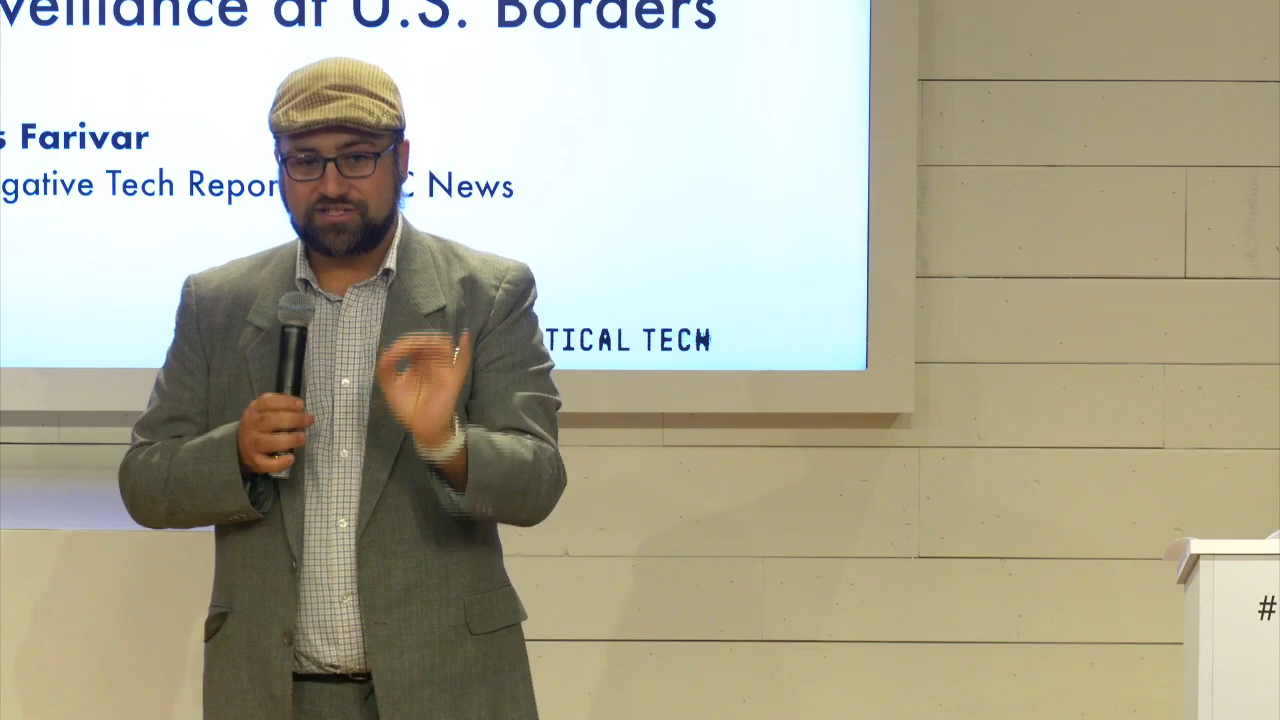 veillance at U.S. Borders
s Farivar
gative Tech Repor C News
TICAL TECH
#